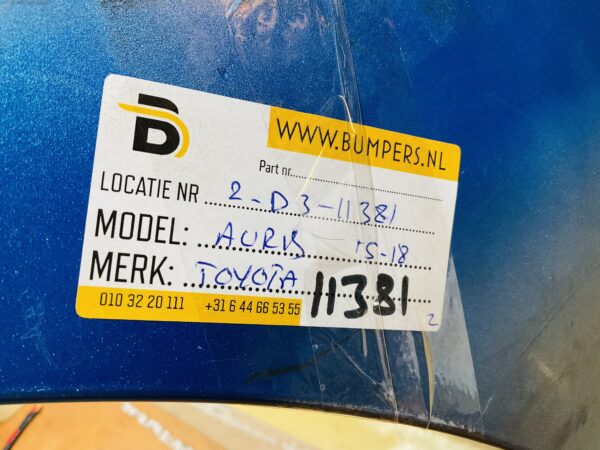 B
WWW.BUMPERS.NL
Part nr.
LOCATIE NR 2-D3-11381
MODEL: AURIS 15-18
MERK: TOYOTA 11381
010 32 20 111 +31 6 44 66 53 55
2